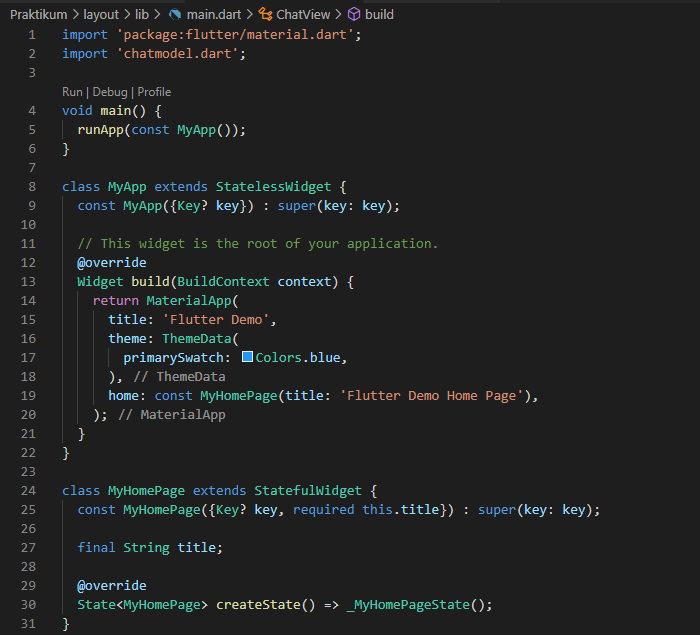 Praktikum > layout > lib > main.dart > ChatView > build
1 import 'package:flutter/material.dart';
2 import 'chatmodel.dart';
3
Run | Debug | Profile
4 void main() {
5   runApp(const MyApp());
6 }
7
8 class MyApp extends StatelessWidget {
9   const MyApp({Key? key}) : super(key: key);
10
11   // This widget is the root of your application.
12   @override
13   Widget build(BuildContext context) {
14     return MaterialApp(
15       title: 'Flutter Demo',
16       theme: ThemeData(
17         primarySwatch: Colors.blue,
18       ), // ThemeData
19       home: const MyHomePage(title: 'Flutter Demo Home Page'),
20     ); // MaterialApp
21   }
22 }
23
24 class MyHomePage extends StatefulWidget {
25   const MyHomePage({Key? key, required this.title}) : super(key: key);
26
27   final String title;
28
29   @override
30   State<MyHomePage> createState() => _MyHomePageState();
31 }